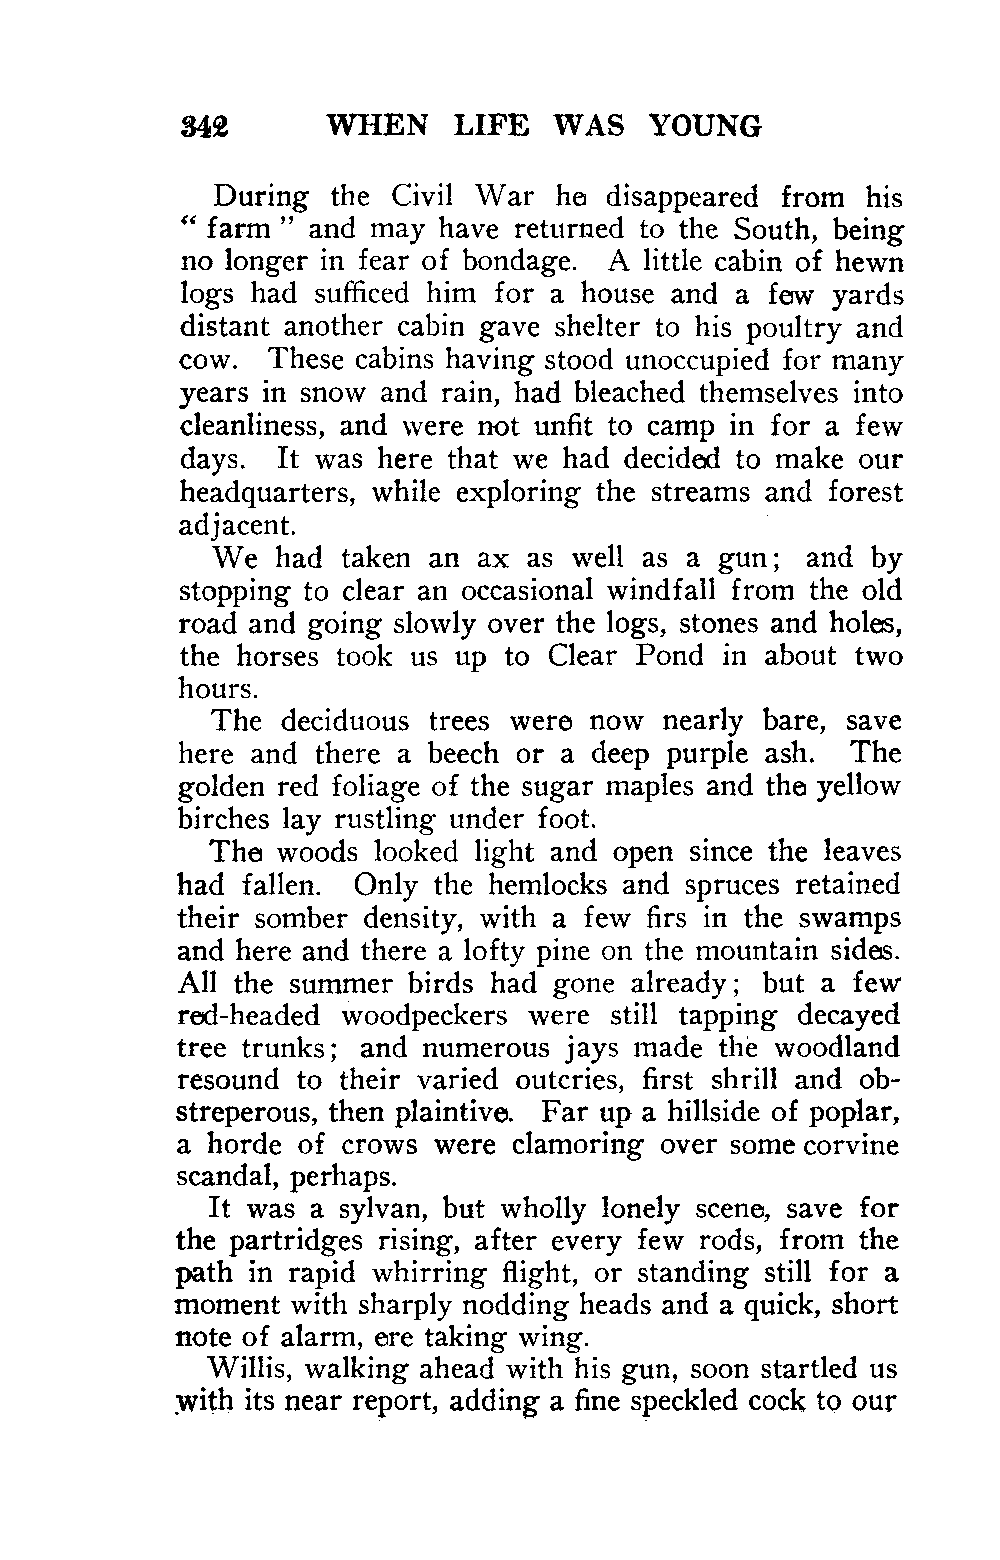 342 WHEN LIFE WAS YOUNG
During the Civil War he disappeared from his
“ farm ” and may have returned to the South, being
no longer in fear of bondage. A little cabin of hewn
logs had sufficed him for a house and a few yards
distant another cabin gave shelter to his poultry and
cow. These cabins having stood unoccupied for many
years in snow and rain, had bleached themselves into
cleanliness, and were not unfit to camp in for a few
days. It was here that we had decided to make our
headquarters, while exploring the streams and forest
adjacent.
We had taken an ax as well as a gun; and by
stopping to clear an occasional windfall from the old
road and going slowly over the logs, stones and holes,
the horses took us up to Clear Pond in about two
hours.
The deciduous trees were now nearly bare, save
here and there a beech or a deep purple ash. The
golden red foliage of the sugar maples and the yellow
birches lay rustling under foot.
The woods looked light and open since the leaves
had fallen. Only the hemlocks and spruces retained
their somber density, with a few firs in the swamps
and here and there a lofty pine on the mountain sides.
All the summer birds had gone already; but a few
red-headed woodpeckers were still tapping decayed
tree trunks; and numerous jays made the woodland
resound to their varied outcries, first shrill and ob-
streperous, then plaintive. Far up a hillside of poplar,
a horde of crows were clamoring over some corvine
scandal, perhaps.
It was a sylvan, but wholly lonely scene, save for
the partridges rising, after every few rods, from the
path in rapid whirring flight, or standing still for a
moment with sharply nodding heads and a quick, short
note of alarm, ere taking wing.
Willis, walking ahead with his gun, soon startled us
with its near report, adding a fine speckled cock to our